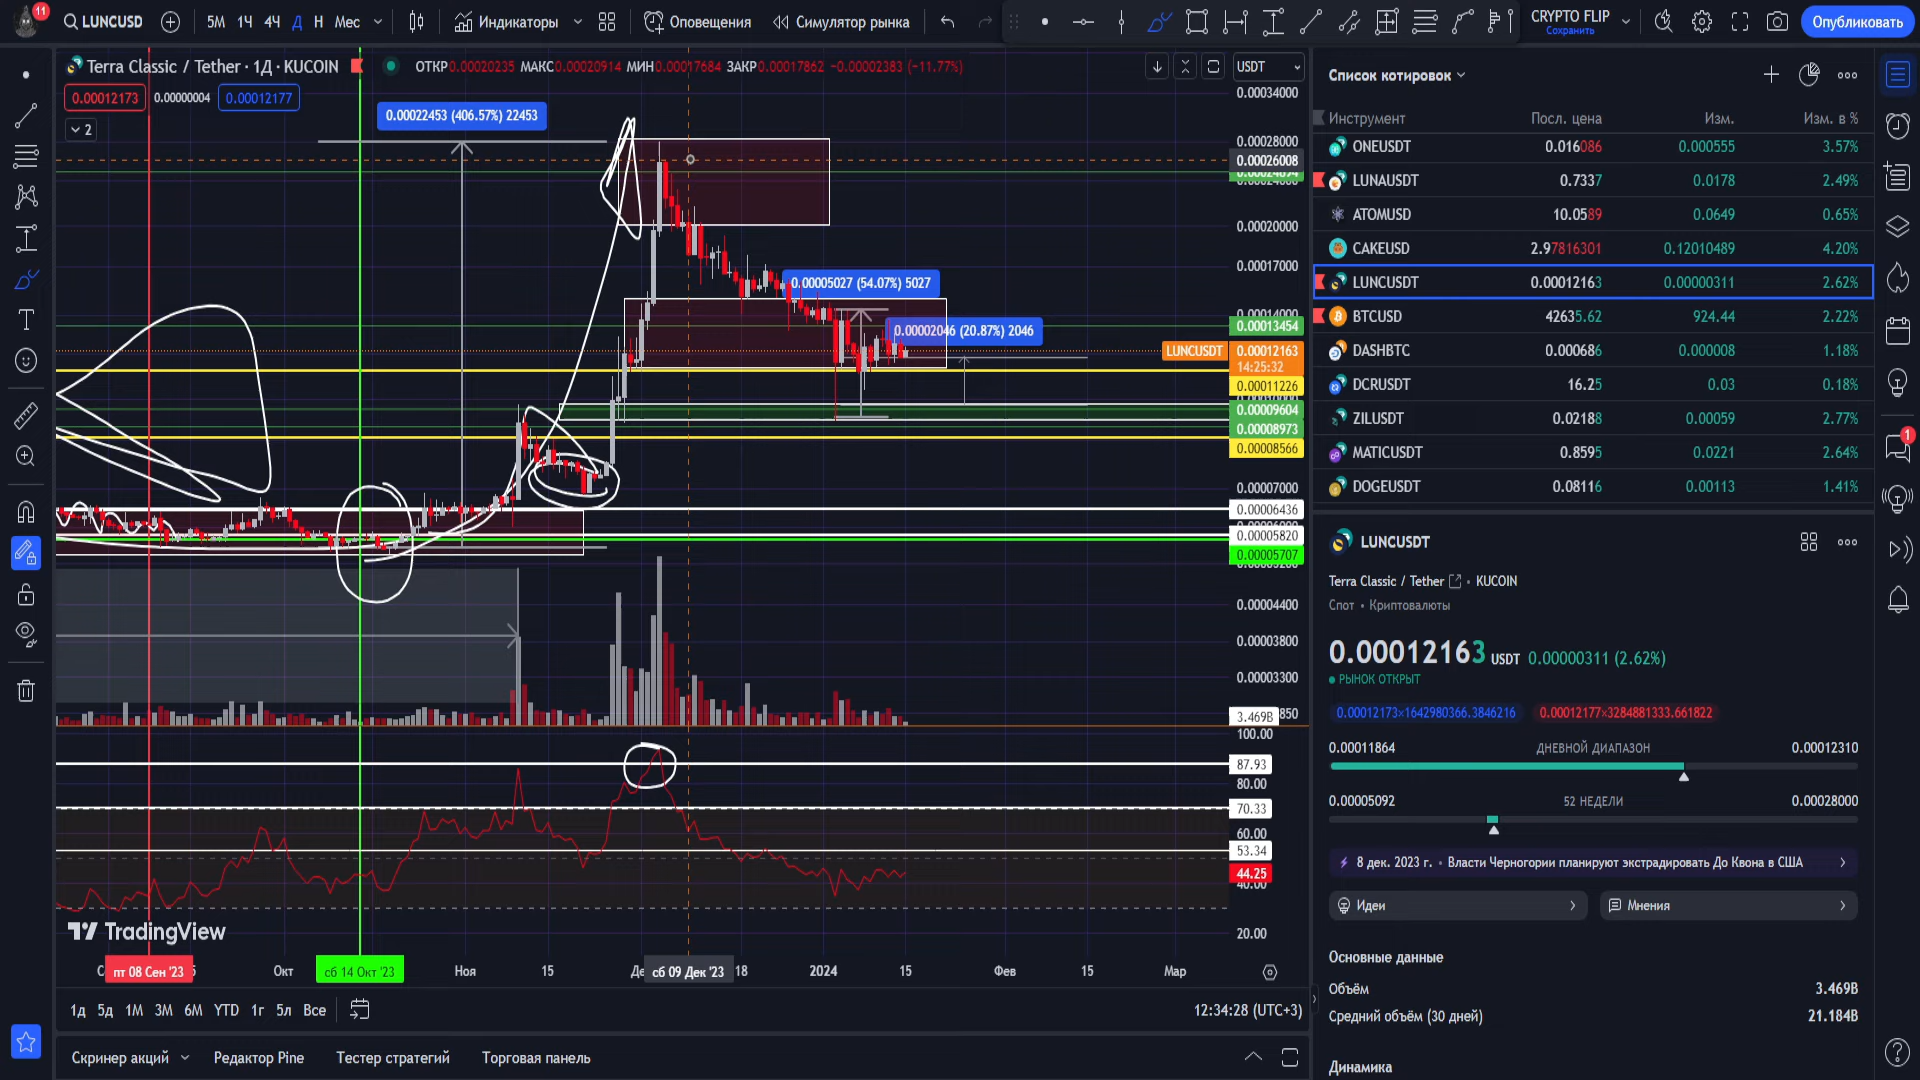 11
LUNCUSD
5М 1Ч 4Ч Д Н Мес
Индикаторы
Оповещения
Симулятор рынка
CRYPTO FLIP
Сохранить
Опубликовать
Terra Classic / Tether · 1Д · KUCOIN
ОТКР0.00020235 МАКС0.00020914 МИН0.00017684 ЗАКР0.00017862 −0.00002383 (−11.77%)
USDT
0.00012173 0.00000004 0.00012177
2
0.00022453 (406.57%) 22453
0.00005027 (54.07%) 5027
0.00002046 (20.87%) 2046
0.00034000
0.00028000
0.00026008
0.00020000
0.00017000
0.00013454
LUNCUSDT 0.00012163
14:25:32
0.00011226
0.00009604
0.00008973
0.00008566
0.00007000
0.00006436
0.00005820
0.00005707
0.00004400
0.00003800
0.00003300
3.469B
850
100.00
87.93
80.00
70.33
60.00
53.34
44.25
40.00
20.00
TradingView
пт 08 Сен '23
Окт
сб 14 Окт '23
Ноя
15
сб 09 Дек '23
18
2024
15
Фев
15
Мар
1д 5д 1М 3М 6М YTD 1г 5л Все
12:34:28 (UTC+3)
Скринер акций
Редактор Pine
Тестер стратегий
Торговая панель
Список котировок
Инструмент Посл. цена Изм. Изм. в %
ONEUSDT 0.016086 0.000555 3.57%
LUNAUSDT 0.7337 0.0178 2.49%
ATOMUSD 10.0589 0.0649 0.65%
CAKEUSD 2.97816301 0.12010489 4.20%
LUNCUSDT 0.00012163 0.00000311 2.62%
BTCUSD 42635.62 924.44 2.22%
DASHBTC 0.000686 0.000008 1.18%
DCRUSDT 16.25 0.03 0.18%
ZILUSDT 0.02188 0.00059 2.77%
MATICUSDT 0.8595 0.0221 2.64%
DOGEUSDT 0.08116 0.00113 1.41%
LUNCUSDT
Terra Classic / Tether • KUCOIN
Спот • Криптовалюты
0.00012163 USDT 0.00000311 (2.62%)
РЫНОК ОТКРЫТ
0.00012173×1642980366.3846216 0.00012177×3284881333.661822
0.00011864 ДНЕВНОЙ ДИАПАЗОН 0.00012310
0.00005092 52 НЕДЕЛИ 0.00028000
8 дек. 2023 г. • Власти Черногории планируют экстрадировать До Квона в США
Идеи
Мнения
Основные данные
Объём 3.469B
Средний объём (30 дней) 21.184B
Динамика
1